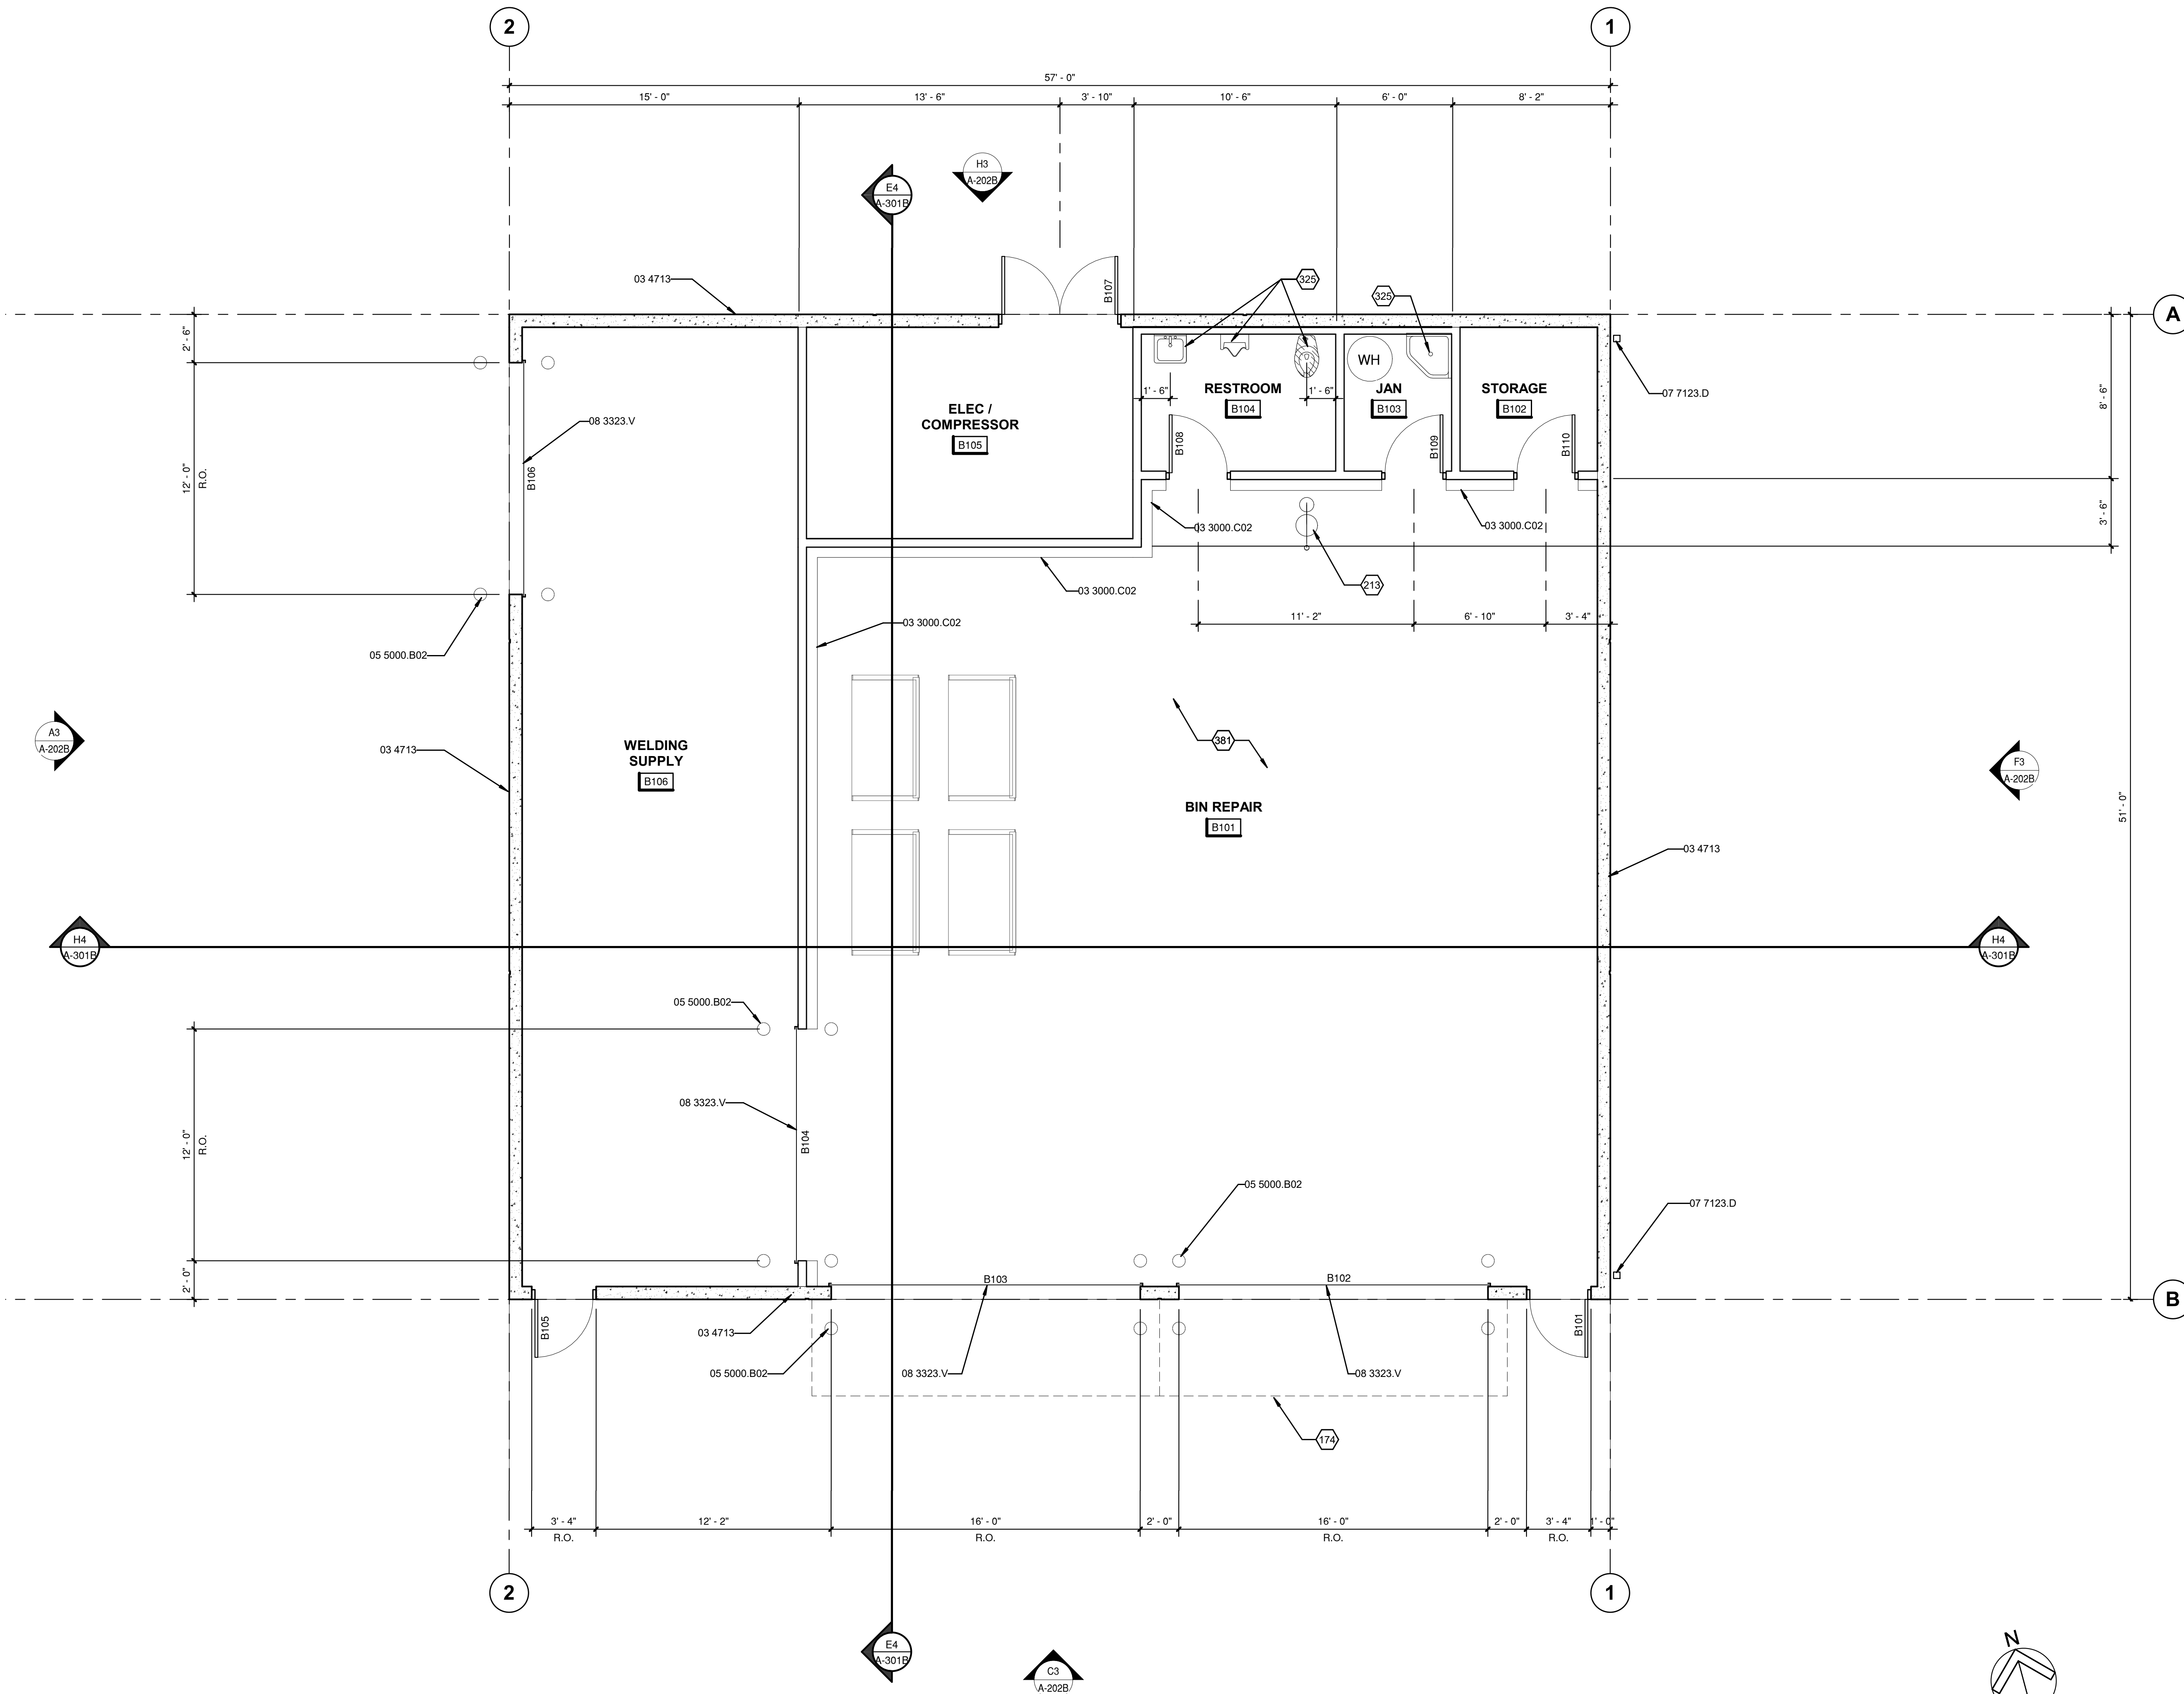 2
1
57' - 0"
15' - 0"
13' - 6"
3' - 10"
10' - 6"
6' - 0"
8' - 2"
H3
A-202B
E4
A-301B
03 4713
B107
325
325
A
2' - 6"
12' - 0"
R.O.
08 3323.V
B106
ELEC /
COMPRESSOR
B105
1' - 6"
RESTROOM
B104
1' - 6"
WH
JAN
B103
STORAGE
B102
B108
B109
B110
07 7123.D
8' - 6"
3' - 6"
03 3000.C02
03 3000.C02
213
03 3000.C02
03 3000.C02
11' - 2"
6' - 10"
3' - 4"
05 5000.B02
A3
A-202B
03 4713
WELDING
SUPPLY
B106
381
BIN REPAIR
B101
F3
A-202B
51' - 0"
03 4713
H4
A-301B
H4
A-301B
05 5000.B02
08 3323.V
B104
12' - 0"
R.O.
05 5000.B02
07 7123.D
2' - 0"
B103
B102
B
B105
B101
03 4713
05 5000.B02
08 3323.V
08 3323.V
174
3' - 4"
R.O.
12' - 2"
16' - 0"
R.O.
2' - 0"
16' - 0"
R.O.
2' - 0"
3' - 4"
R.O.
1' - 0"
2
1
E4
A-301B
C3
A-202B
N